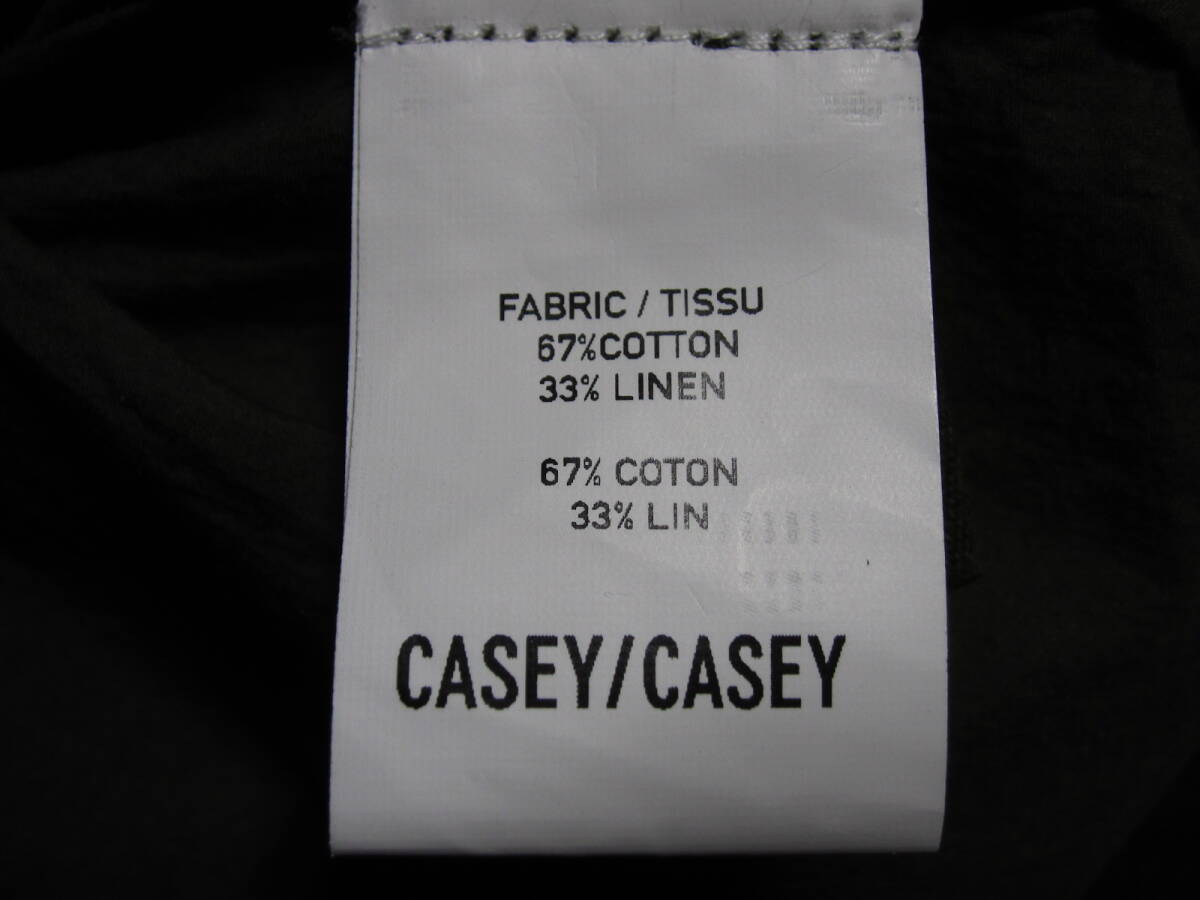 FABRIC / TISSU
67%COTTON
33% LINEN
67% COTON
33% LIN
CASEY/CASEY